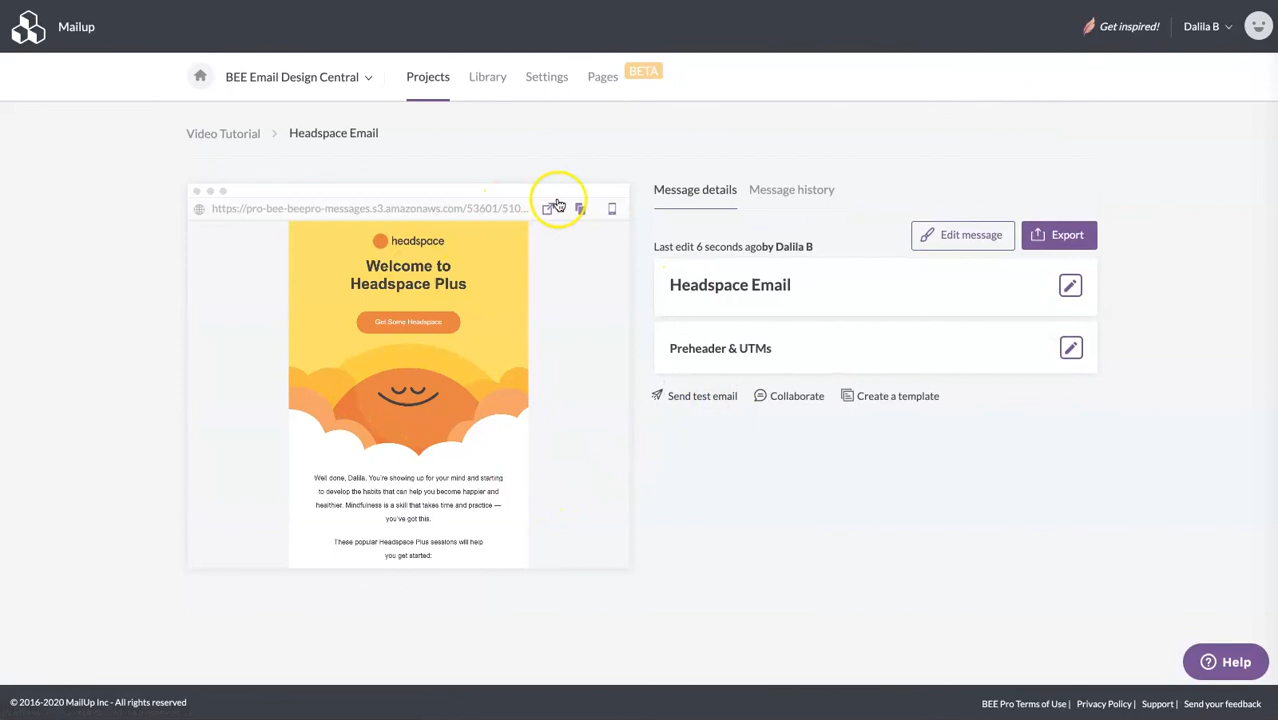 Mailup
Get inspired!
Dalila B
BEE Email Design Central
Projects
Library
Settings
Pages
BETA
Video Tutorial > Headspace Email
https://pro-bee-beepro-messages.s3.amazonaws.com/53601/510...
headspace
Welcome to
Headspace Plus
Get Some Headspace
Well done, Dalila. You're showing up for your mind and starting
to develop the habits that can help you become happier and
healthier. Mindfulness is a skill that takes time and practice —
you've got this.
These popular Headspace Plus sessions will help
you get started:
Message details
Message history
Last edit 6 seconds agoby Dalila B
Edit message
Export
Headspace Email
Preheader & UTMs
Send test email
Collaborate
Create a template
Help
© 2016-2020 MailUp Inc - All rights reserved
BEE Pro Terms of Use | Privacy Policy | Support | Send your feedback